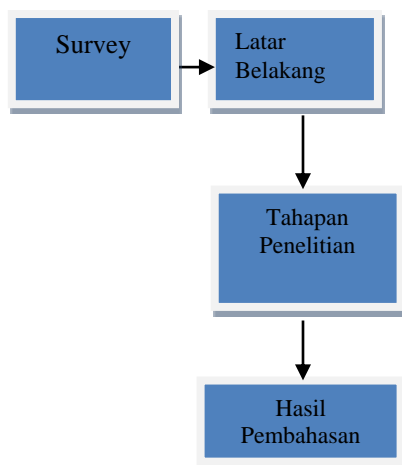 Survey
Latar
Belakang
Tahapan
Penelitian
Hasil
Pembahasan